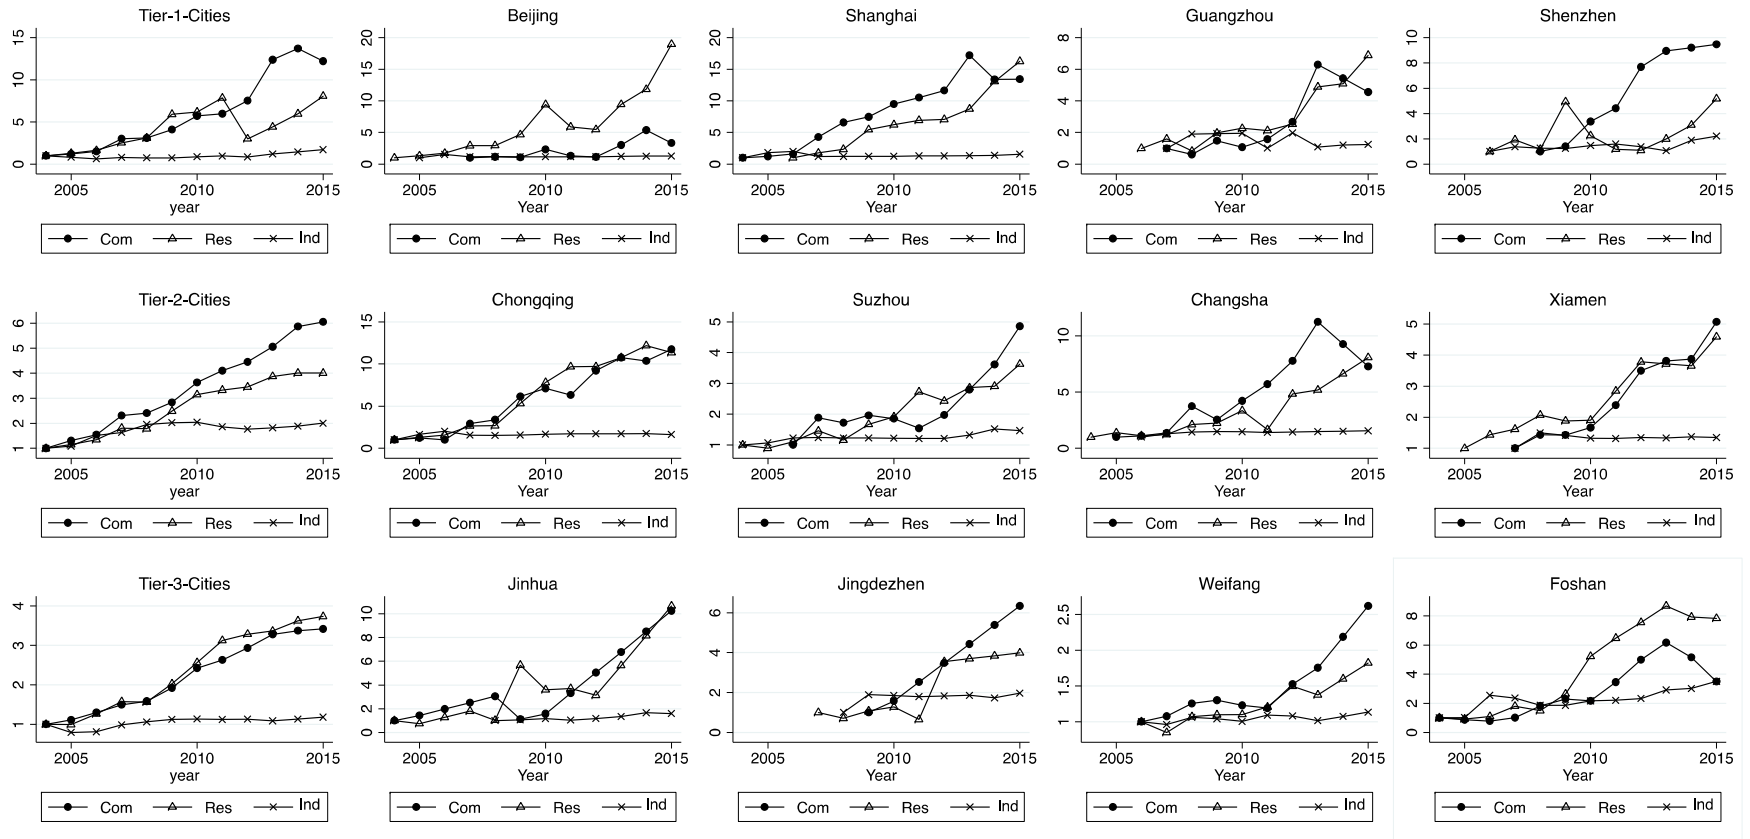 Tier-1-Cities
0 5 10 15
2005 2010 2015
year
Com Res Ind
Beijing
0 5 10 15 20
2005 2010 2015
Year
Com Res Ind
Shanghai
0 5 10 15 20
2005 2010 2015
Year
Com Res Ind
Guangzhou
0 2 4 6 8
2005 2010 2015
Year
Com Res Ind
Shenzhen
0 2 4 6 8 10
2005 2010 2015
Year
Com Res Ind
Tier-2-Cities
1 2 3 4 5 6
2005 2010 2015
year
Com Res Ind
Chongqing
0 5 10 15
2005 2010 2015
Year
Com Res Ind
Suzhou
1 2 3 4 5
2005 2010 2015
Year
Com Res Ind
Changsha
0 5 10
2005 2010 2015
Year
Com Res Ind
Xiamen
1 2 3 4 5
2005 2010 2015
Year
Com Res Ind
Tier-3-Cities
1 2 3 4
2005 2010 2015
year
Com Res Ind
Jinhua
0 2 4 6 8 10
2005 2010 2015
Year
Com Res Ind
Jingdezhen
0 2 4 6
2005 2010 2015
Year
Com Res Ind
Weifang
1 1.5 2 2.5
2005 2010 2015
Year
Com Res Ind
Foshan
0 2 4 6 8
2005 2010 2015
Year
Com Res Ind